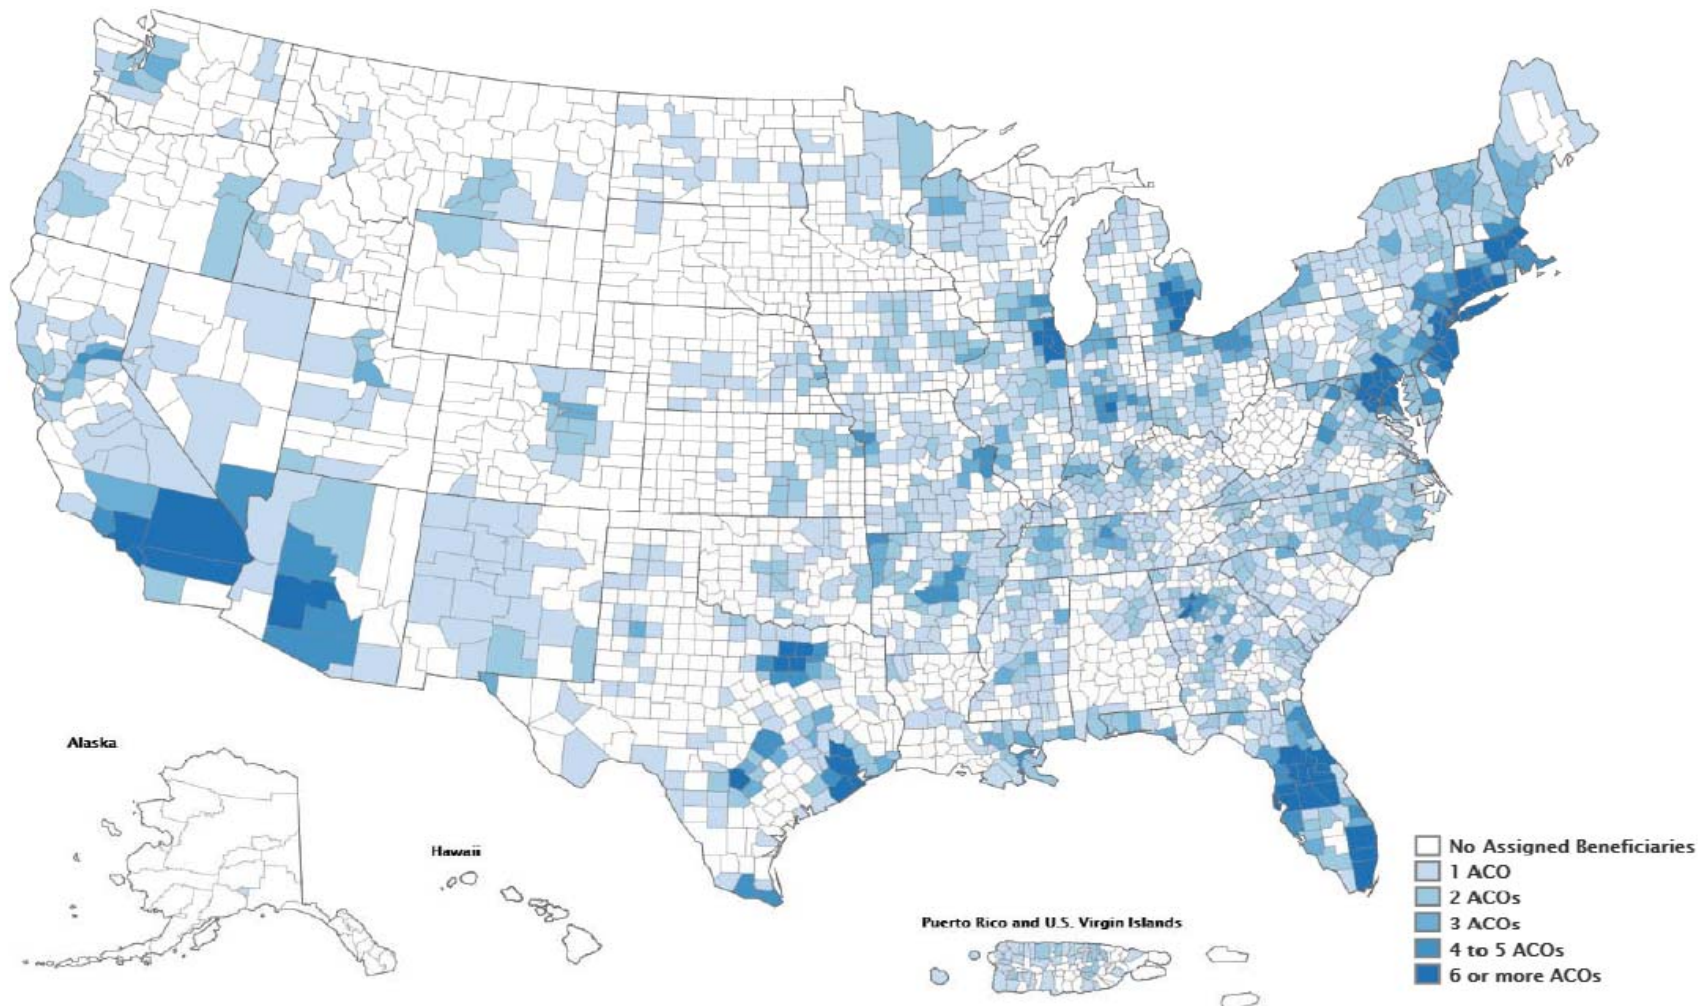 Alaska
Hawaii
Puerto Rico and U.S. Virgin Islands
No Assigned Beneficiaries
1 ACO
2 ACOs
3 ACOs
4 to 5 ACOs
6 or more ACOs